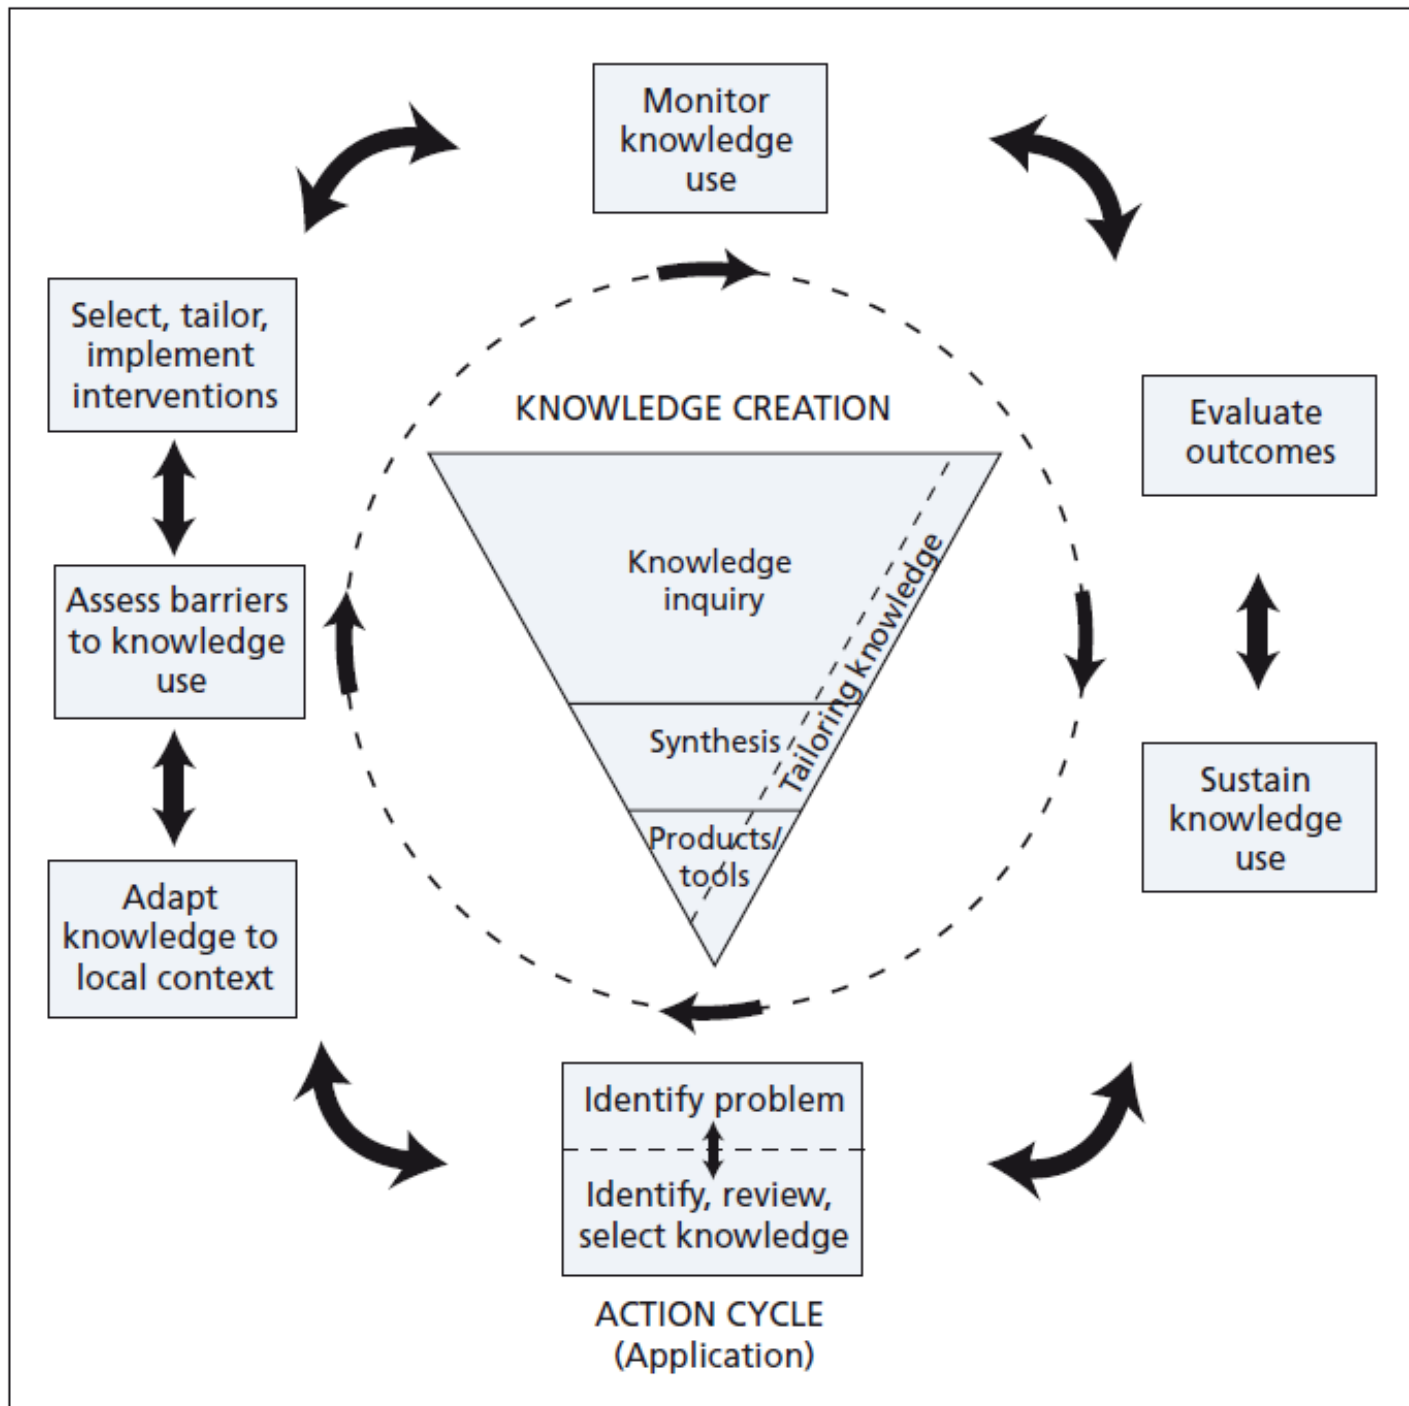 Monitor
knowledge
use
Select, tailor,
implement
interventions
KNOWLEDGE CREATION
Evaluate
outcomes
Knowledge
inquiry
Tailoring knowledge
Assess barriers
to knowledge
use
Synthesis
Sustain
knowledge
use
Products/
tools
Adapt
knowledge to
local context
Identify problem
Identify, review,
select knowledge
ACTION CYCLE
(Application)